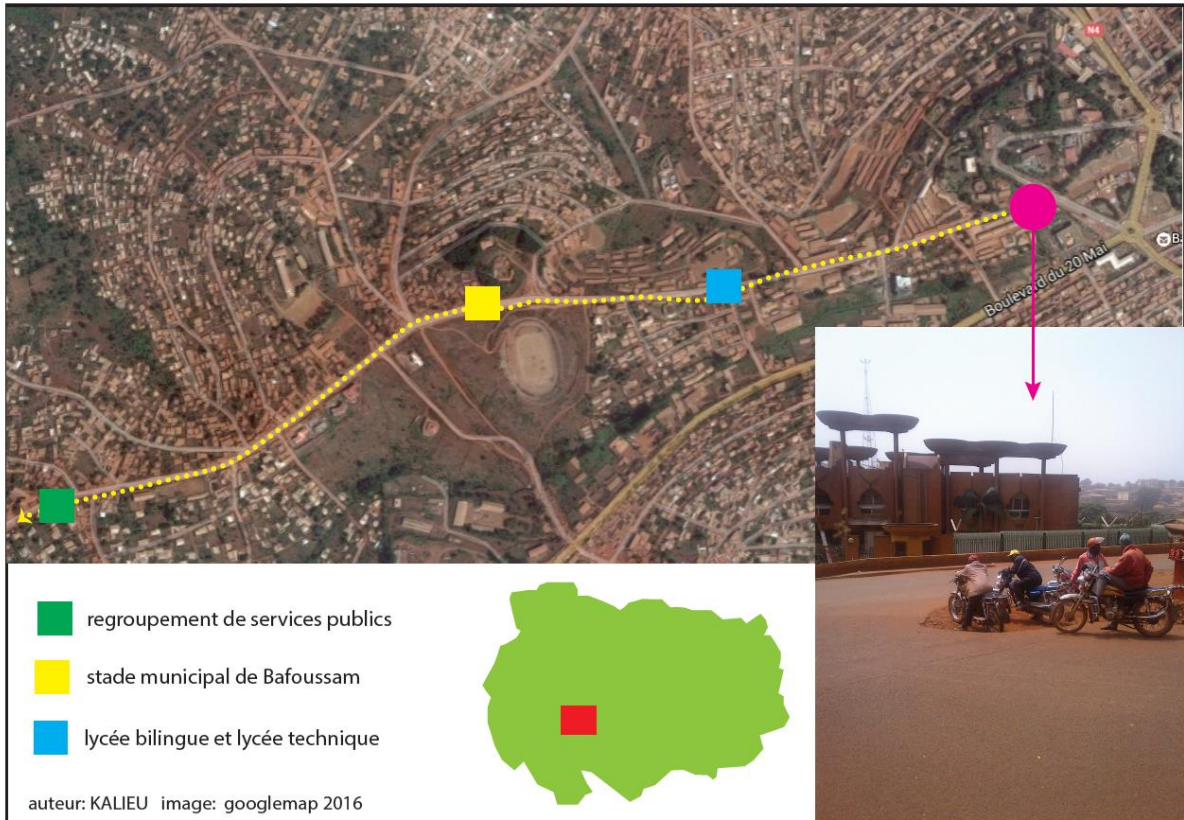 N4
Boulevard du 20 Mai
Ba
regroupement de services publics
stade municipal de Bafoussam
lycée bilingue et lycée technique
auteur: KALIEU image: googlemap 2016